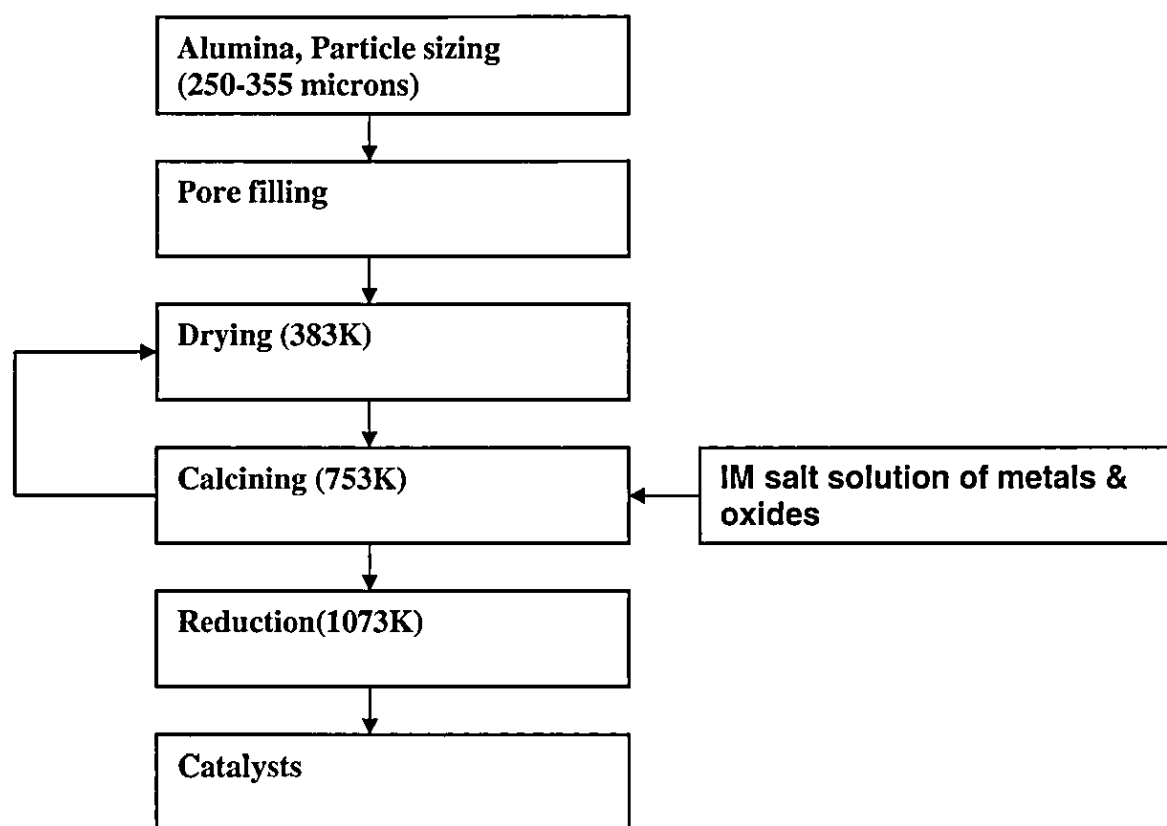 Alumina, Particle sizing
(250-355 microns)
Pore filling
Drying (383K)
Calcining (753K)
IM salt solution of metals &
oxides
Reduction(1073K)
Catalysts